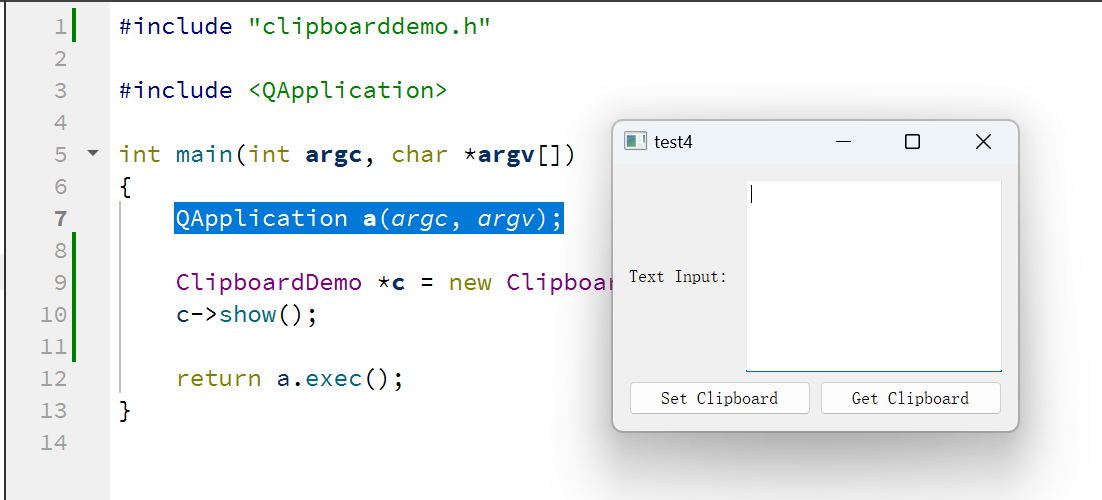 1 #include "clipboarddemo.h"
2
3 #include <QApplication>
4
5 int main(int argc, char *argv[])
6 {
7 QApplication a(argc, argv);
8
9 ClipboardDemo *c = new Clipboar
10 c->show();
11
12 return a.exec();
13 }
14
test4
Text Input:
Set Clipboard Get Clipboard